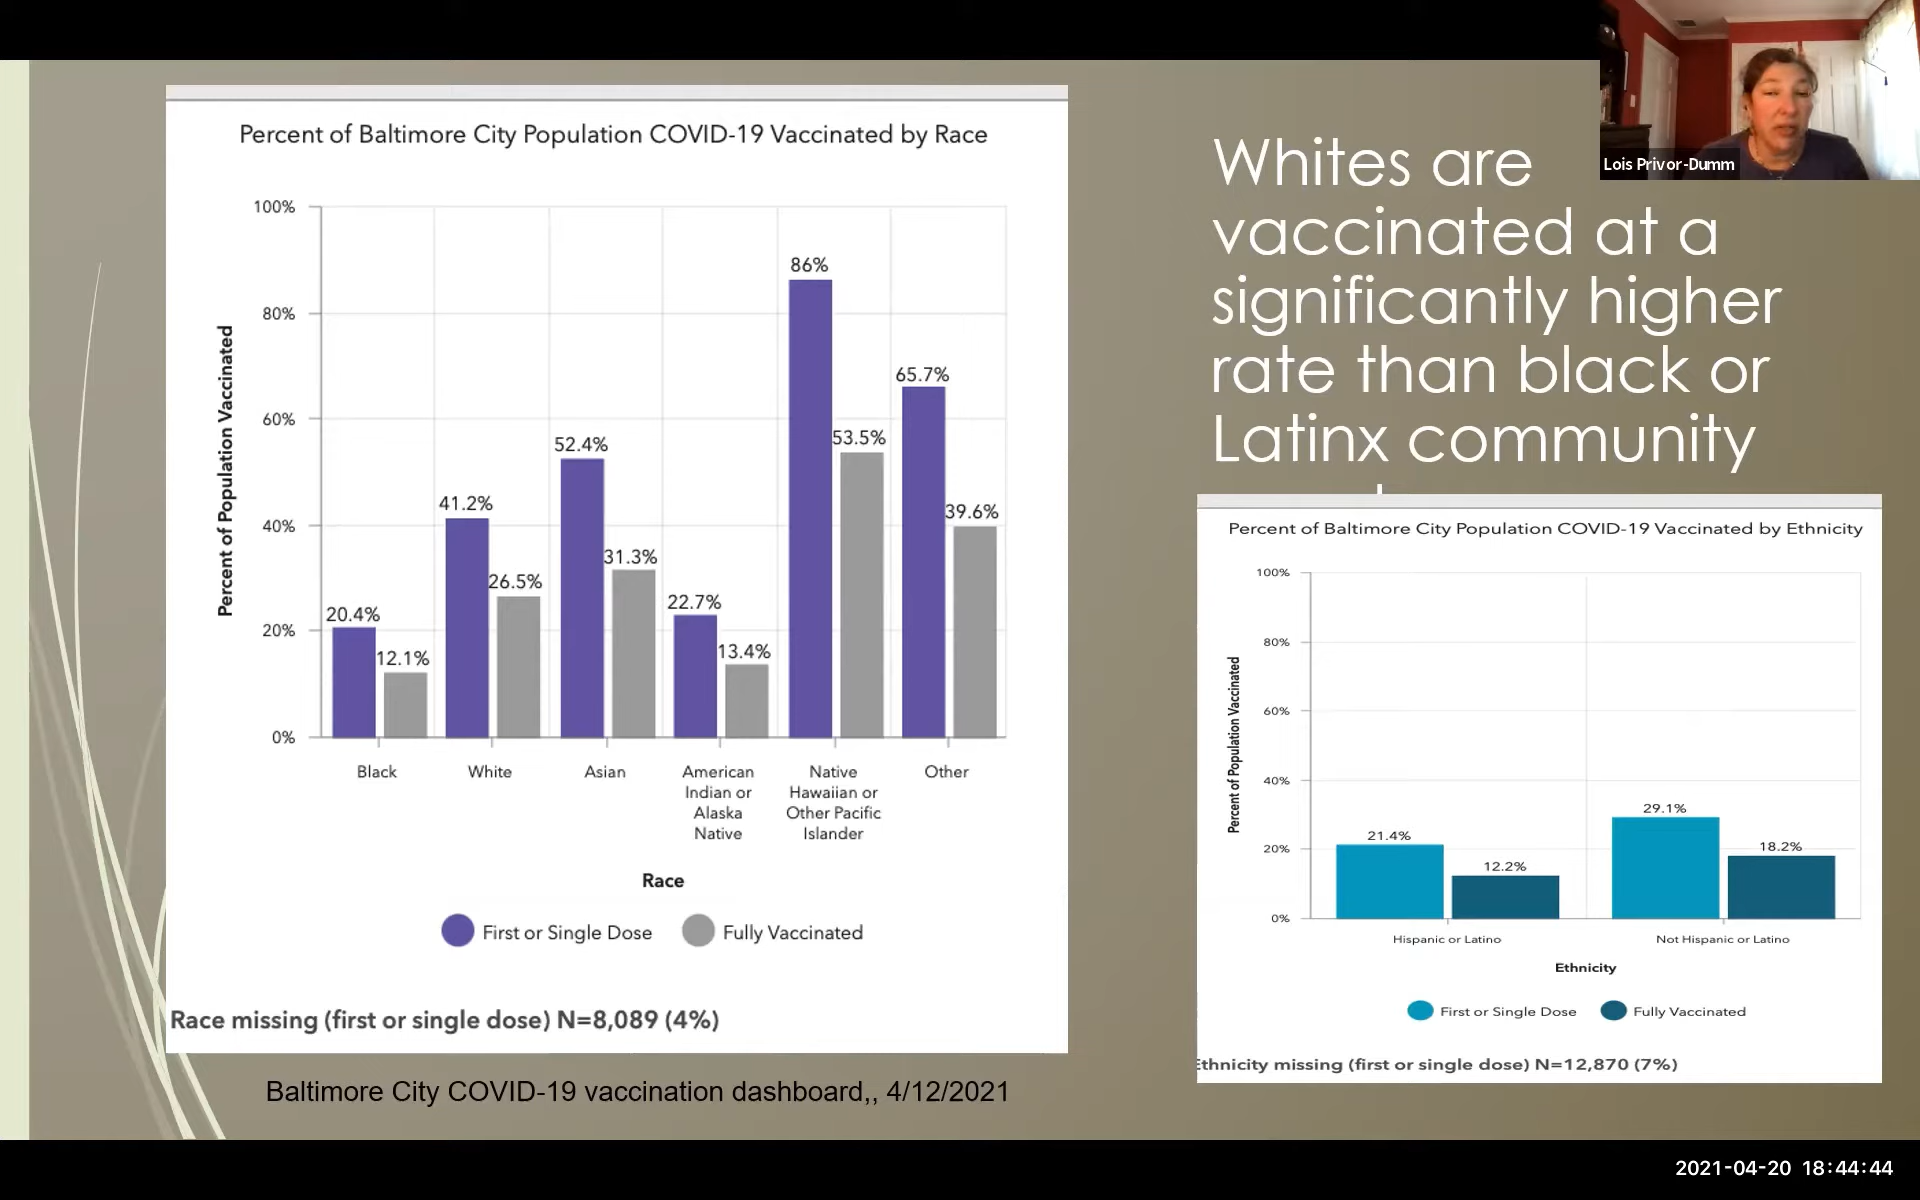 Percent of Baltimore City Population COVID-19 Vaccinated by Race
100%
80%
60%
40%
20%
0%
Percent of Population Vaccinated
20.4%
12.1%
41.2%
26.5%
52.4%
31.3%
22.7%
13.4%
86%
53.5%
65.7%
39.6%
Black
White
Asian
American
Indian or
Alaska
Native
Native
Hawaiian or
Other Pacific
Islander
Other
Race
First or Single Dose
Fully Vaccinated
Race missing (first or single dose) N=8,089 (4%)
Baltimore City COVID-19 vaccination dashboard,, 4/12/2021
Whites are
vaccinated at a
significantly higher
rate than black or
Latinx community
Lois Privor-Dumm
Percent of Baltimore City Population COVID-19 Vaccinated by Ethnicity
100%
80%
60%
40%
20%
0%
Percent of Population Vaccinated
21.4%
12.2%
29.1%
18.2%
Hispanic or Latino
Not Hispanic or Latino
Ethnicity
First or Single Dose
Fully Vaccinated
Ethnicity missing (first or single dose) N=12,870 (7%)
2021-04-20 18:44:44